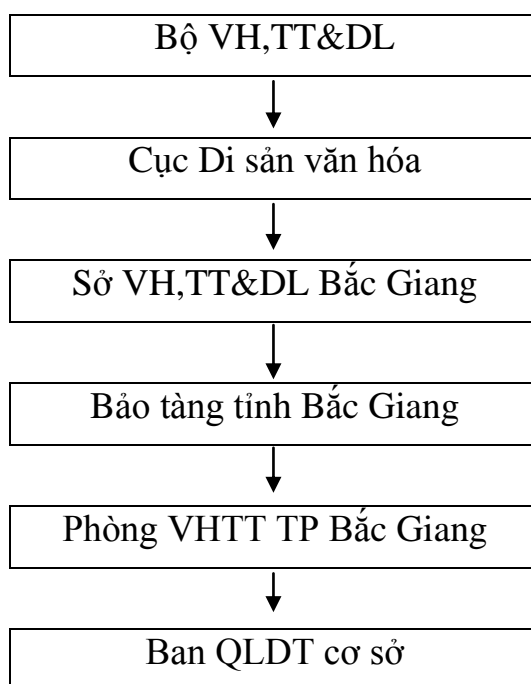 Bộ VH,TT&DL
Cục Di sản văn hóa
Sở VH,TT&DL Bắc Giang
Bảo tàng tỉnh Bắc Giang
Phòng VHTT TP Bắc Giang
Ban QLDT cơ sở